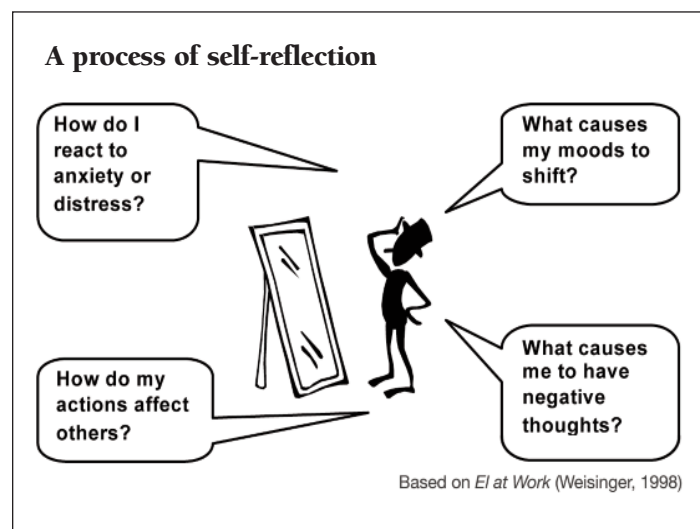 A process of self-reflection
How do I
react to
anxiety or
distress?
What causes
my moods to
shift?
How do my
actions affect
others?
What causes
me to have
negative
thoughts?
Based on EI at Work (Weisinger, 1998)